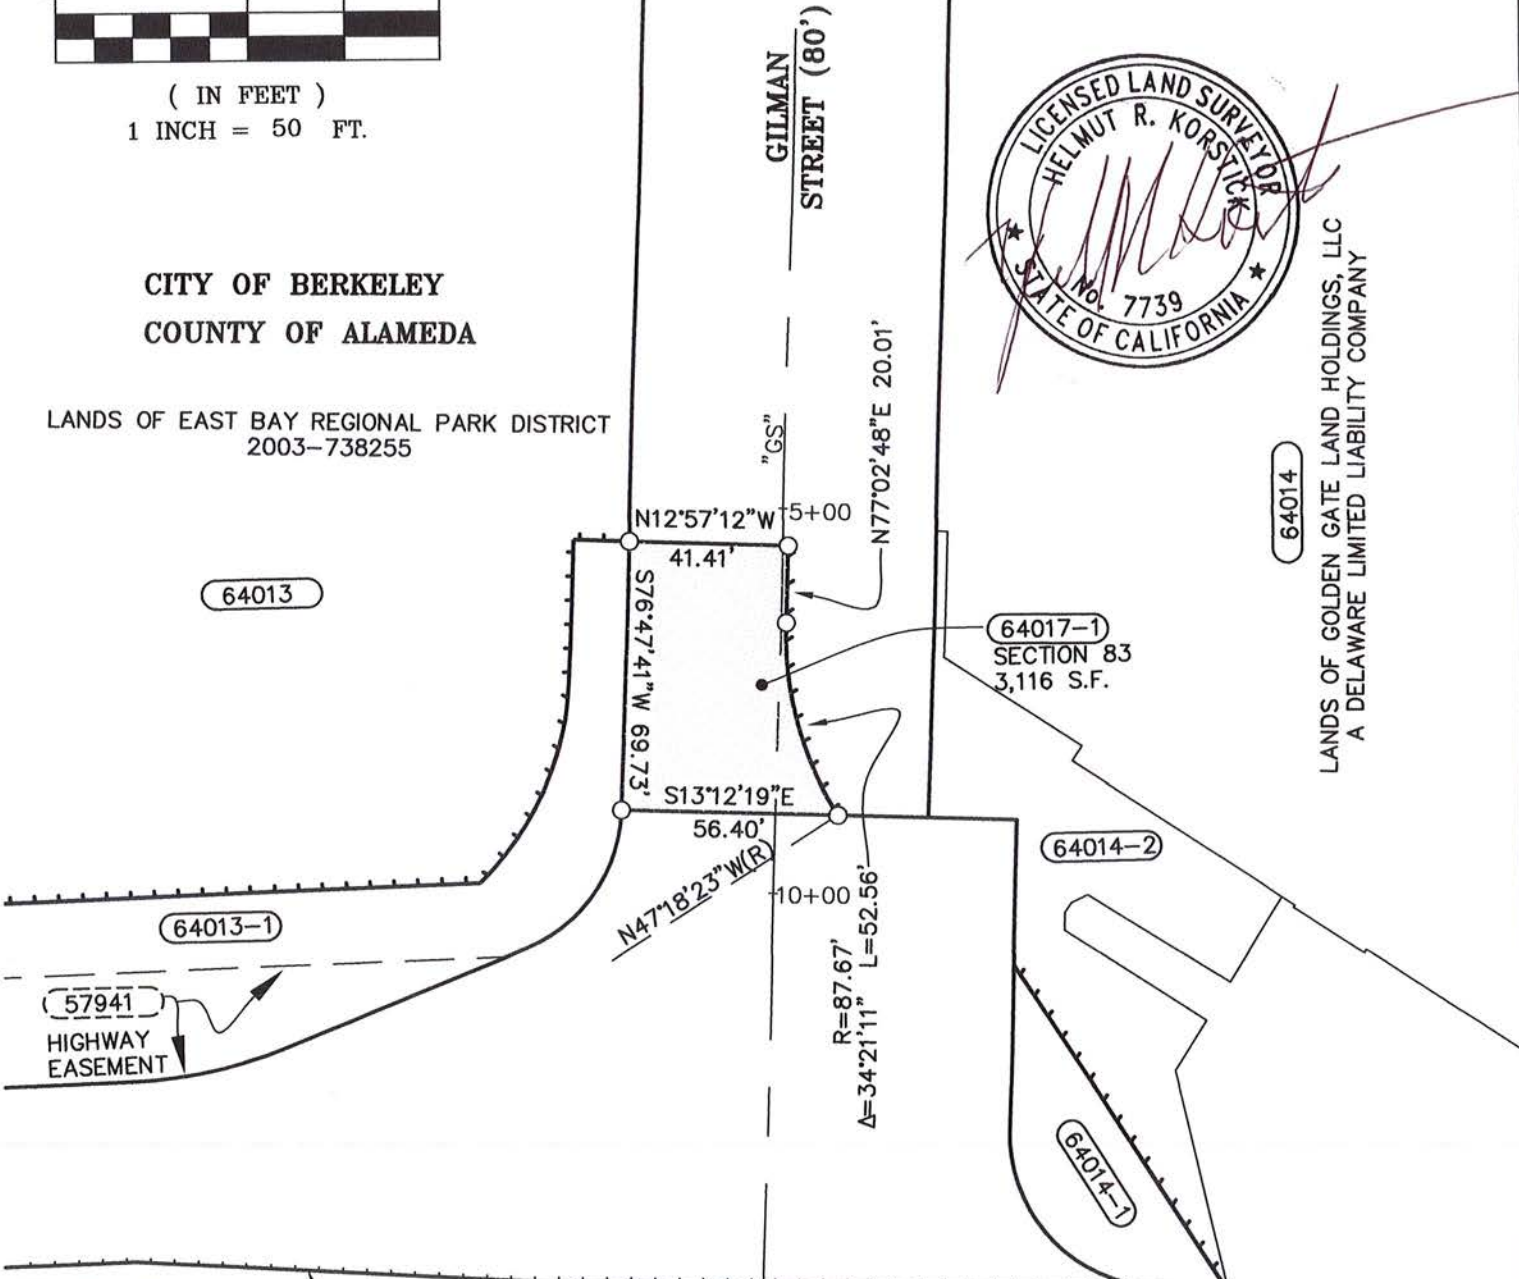 ( IN FEET )
1 INCH = 50 FT.
CITY OF BERKELEY
COUNTY OF ALAMEDA
LANDS OF EAST BAY REGIONAL PARK DISTRICT
2003-738255
64013
GILMAN
STREET (80')
"GS"
N77°02'48"E 20.01'
LICENSED LAND SURVEYOR
HELMUT R. KORSTICK
No. 7739
STATE OF CALIFORNIA
LANDS OF GOLDEN GATE LAND HOLDINGS, LLC
A DELAWARE LIMITED LIABILITY COMPANY
64014
N12°57'12"W
41.41'
5+00
S76°47'41"W 69.73'
64017-1
SECTION 83
3,116 S.F.
S13°12'19"E
56.40'
N47°18'23"W(R)
10+00
R=87.67'
Δ=34°21'11" L=52.56'
64014-2
64013-1
57941
HIGHWAY
EASEMENT
64014-1